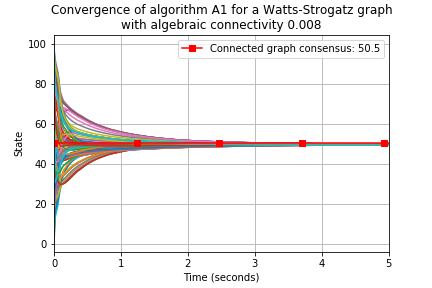 Convergence of algorithm A1 for a Watts-Strogatz graph
with algebraic connectivity 0.008
Connected graph consensus: 50.5
State
100
80
60
40
20
0
0 1 2 3 4 5
Time (seconds)